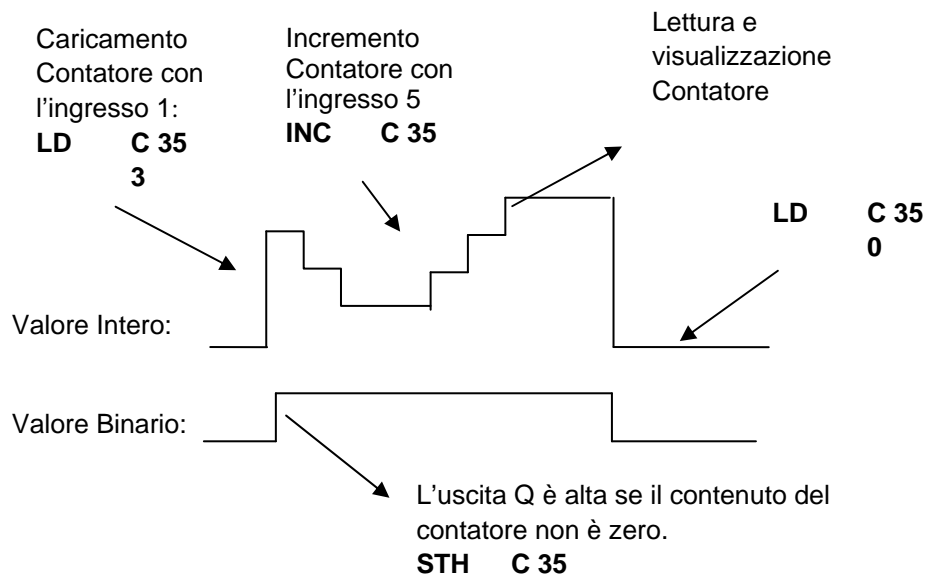 Caricamento
Contatore con
l'ingresso 1:
LD C 35
3
Incremento
Contatore con
l'ingresso 5
INC C 35
Lettura e
visualizzazione
Contatore
LD C 35
0
Valore Intero:
Valore Binario:
L'uscita Q è alta se il contenuto del
contatore non è zero.
STH C 35